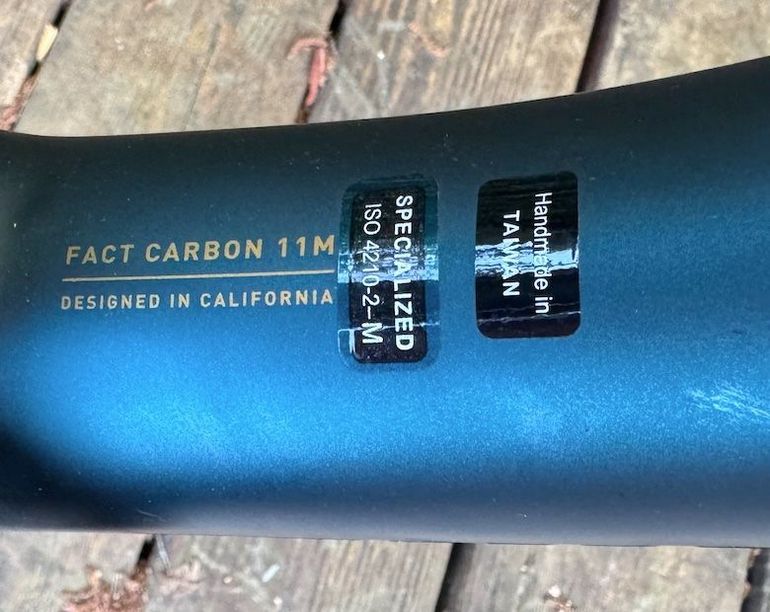 FACT CARBON 11M
DESIGNED IN CALIFORNIA
SPECIALIZED
ISO 4210-2–M
Handmade in
TAIWAN